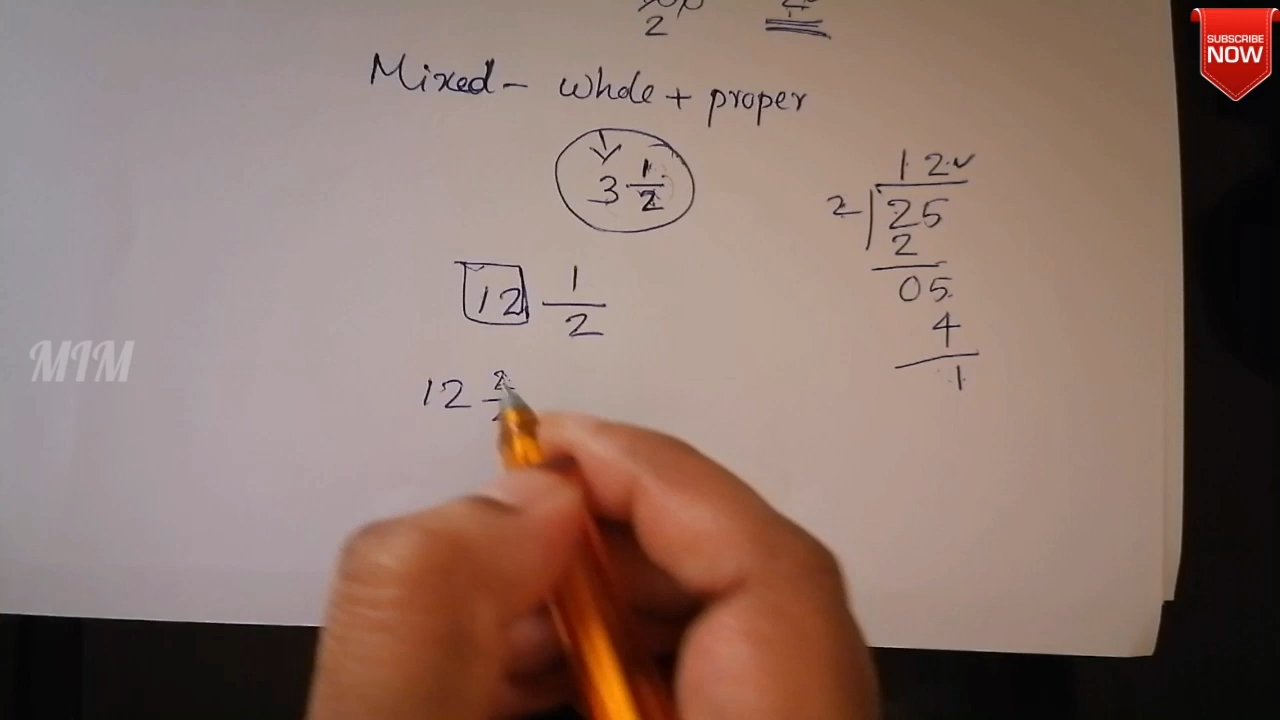 2
SUBSCRIBE
NOW
Mixed - whole + proper
3 1/2
12
2 25
2
05
4
1
12 1/2
MIM
12